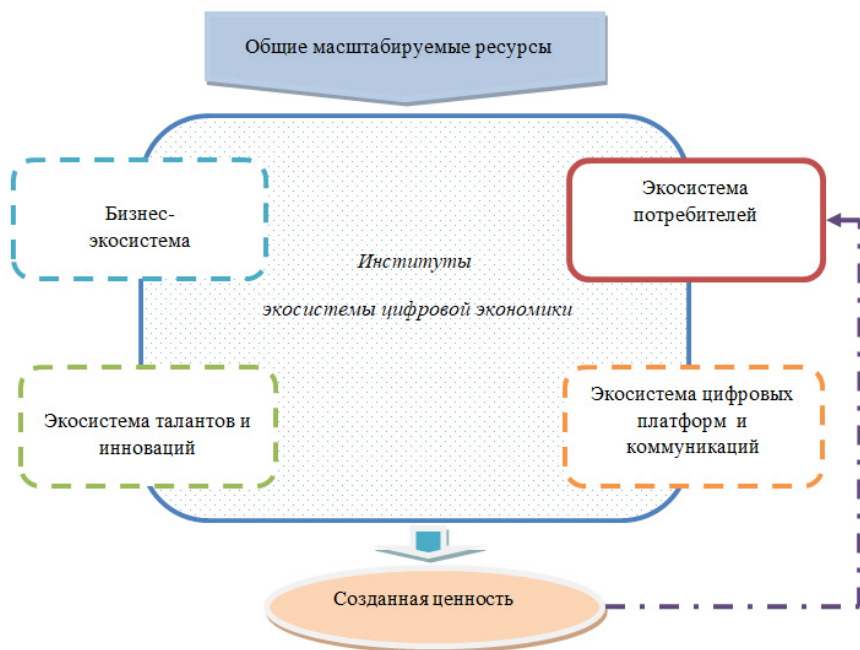 Общие масштабируемые ресурсы
Бизнес-
экосистема
Экосистема
потребителей
Институты
экосистемы цифровой экономики
Экосистема талантов и
инноваций
Экосистема цифровых
платформ и
коммуникаций
Созданная ценность